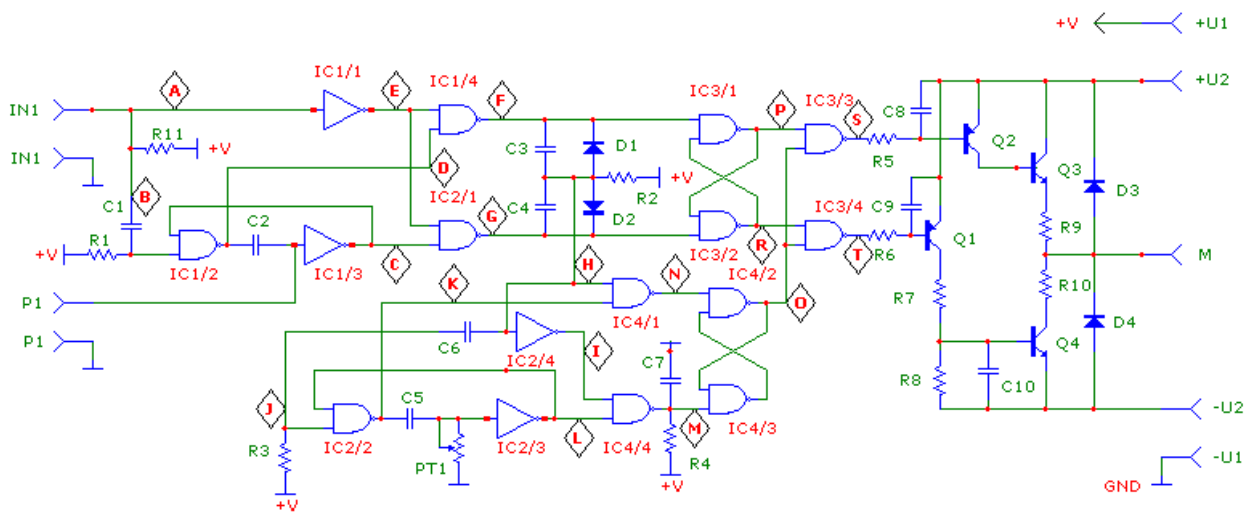 +V +U1
IC1/1 A E IC1/4 F +U2
IN1 IC3/1 P IC3/3 S C8
R11 +V C3 D1 R5 Q2
IN1 D Q3
B IC2/1 R2 +V D3
C1 C2 C4 D2 C9 R9
G IC3/4
+V R1 IC1/2 IC1/3 C IC3/2 R IC4/2 T R6 Q1 M
K H N R10
P1 O R7
IC4/1
C6 I C7 D4
P1 IC2/4 Q4
J C5 R8 C10
R3 IC2/2 IC2/3 L IC4/4 M IC4/3 -U2
PT1 R4
+V +V GND -U1